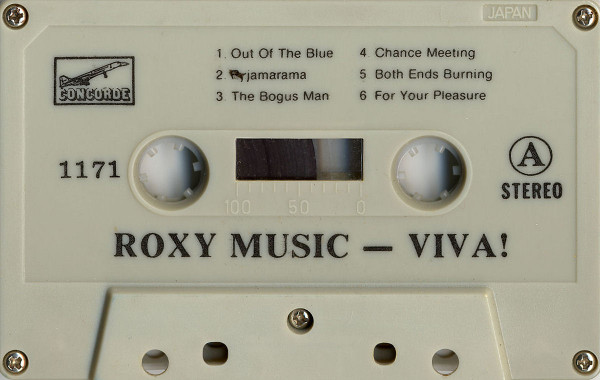 JAPAN
CONCORDE
1. Out Of The Blue
2. Pyjamarama
3. The Bogus Man
4 Chance Meeting
5 Both Ends Burning
6 For Your Pleasure
1171
100 50 0
A
STEREO
ROXY MUSIC — VIVA!